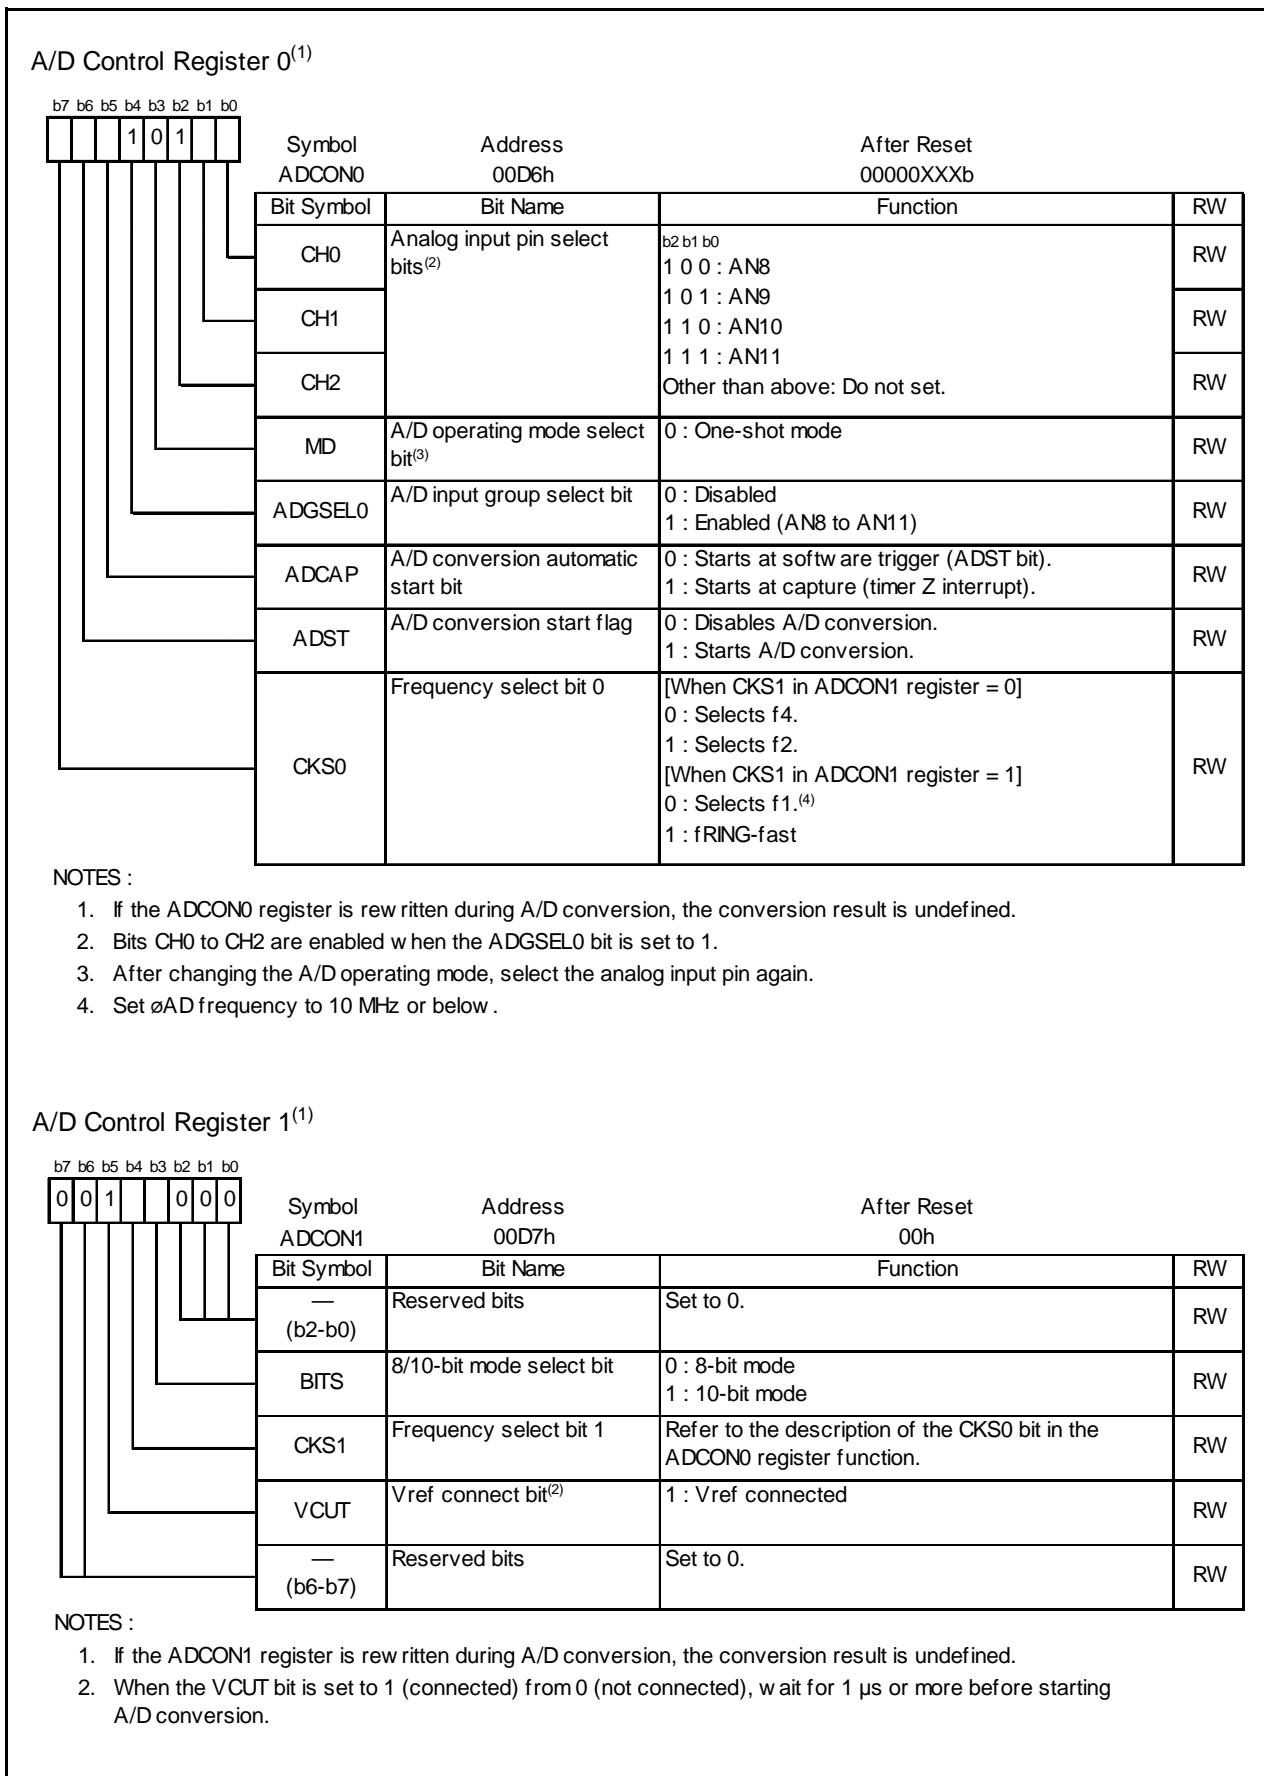 A/D Control Register 0(1)
b7 b6 b5 b4 b3 b2 b1 b0
1 0 1
Symbol Address After Reset
ADCON0 00D6h 00000XXXb
Bit Symbol Bit Name Function RW
CH0 Analog input pin select bits(2) b2 b1 b0 RW
1 0 0 : AN8
1 0 1 : AN9
CH1 RW
1 1 0 : AN10
1 1 1 : AN11
CH2 Other than above: Do not set. RW
MD A/D operating mode select bit(3) 0 : One-shot mode RW
ADGSEL0 A/D input group select bit 0 : Disabled RW
1 : Enabled (AN8 to AN11)
ADCAP A/D conversion automatic start bit 0 : Starts at software trigger (ADST bit). RW
1 : Starts at capture (timer Z interrupt).
ADST A/D conversion start flag 0 : Disables A/D conversion. RW
1 : Starts A/D conversion.
CKS0 Frequency select bit 0 [When CKS1 in ADCON1 register = 0] RW
0 : Selects f4.
1 : Selects f2.
[When CKS1 in ADCON1 register = 1]
0 : Selects f1.(4)
1 : fRING-fast
NOTES :
1. If the ADCON0 register is rewritten during A/D conversion, the conversion result is undefined.
2. Bits CH0 to CH2 are enabled when the ADGSEL0 bit is set to 1.
3. After changing the A/D operating mode, select the analog input pin again.
4. Set øAD frequency to 10 MHz or below.
A/D Control Register 1(1)
b7 b6 b5 b4 b3 b2 b1 b0
0 0 1 0 0 0
Symbol Address After Reset
ADCON1 00D7h 00h
Bit Symbol Bit Name Function RW
— (b2-b0) Reserved bits Set to 0. RW
BITS 8/10-bit mode select bit 0 : 8-bit mode RW
1 : 10-bit mode
CKS1 Frequency select bit 1 Refer to the description of the CKS0 bit in the RW
ADCON0 register function.
VCUT Vref connect bit(2) 1 : Vref connected RW
— (b6-b7) Reserved bits Set to 0. RW
NOTES :
1. If the ADCON1 register is rewritten during A/D conversion, the conversion result is undefined.
2. When the VCUT bit is set to 1 (connected) from 0 (not connected), wait for 1 µs or more before starting
A/D conversion.